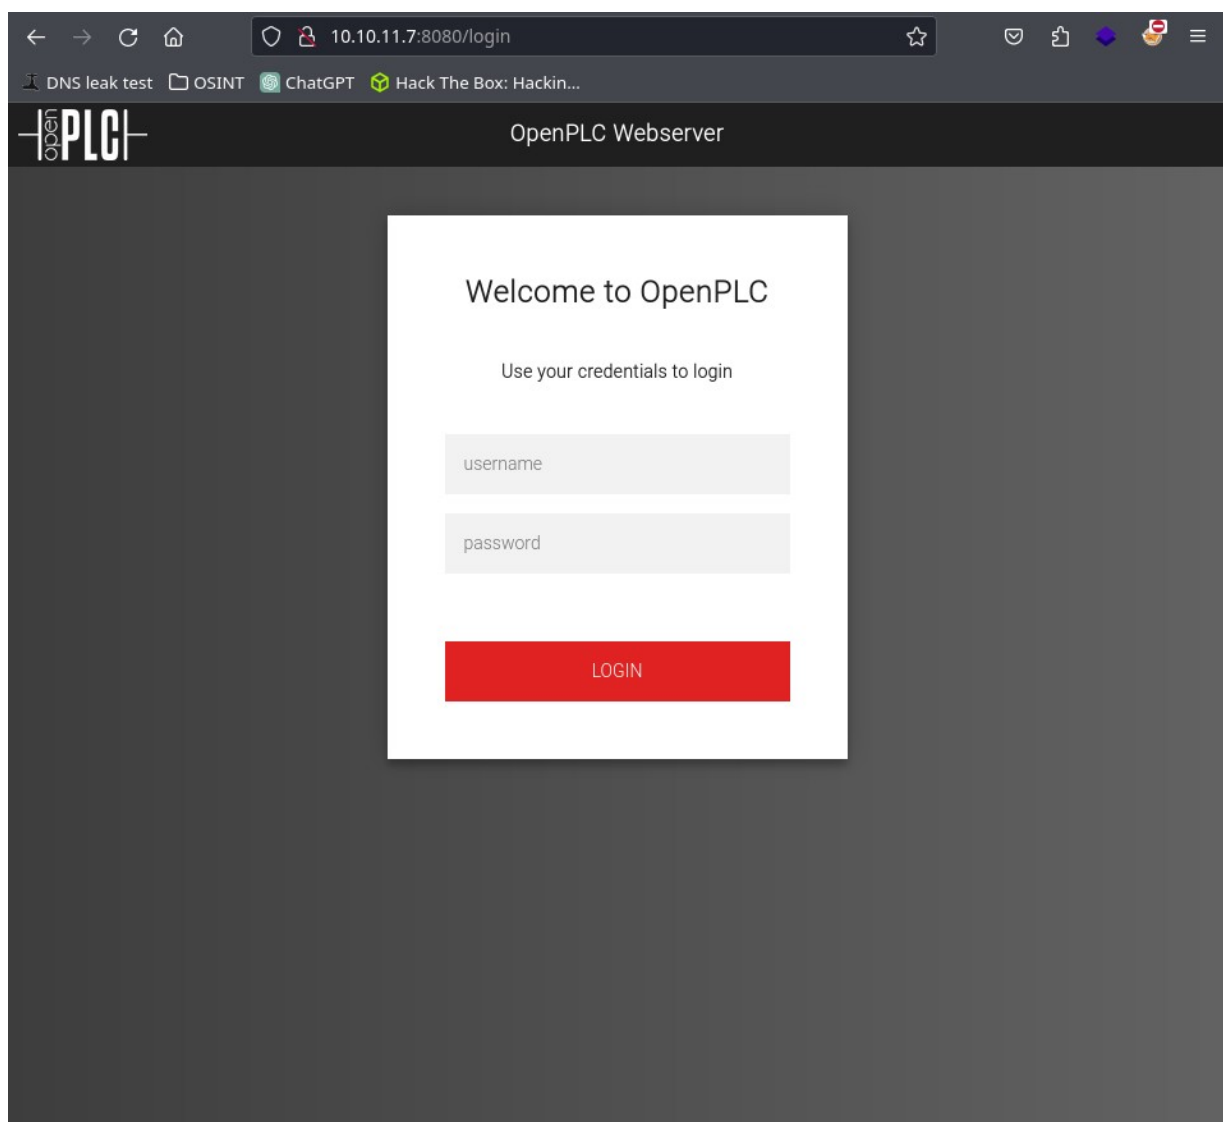 10.10.11.7:8080/login
DNS leak test OSINT ChatGPT Hack The Box: Hackin...
open PLC OpenPLC Webserver
Welcome to OpenPLC
Use your credentials to login
username
password
LOGIN